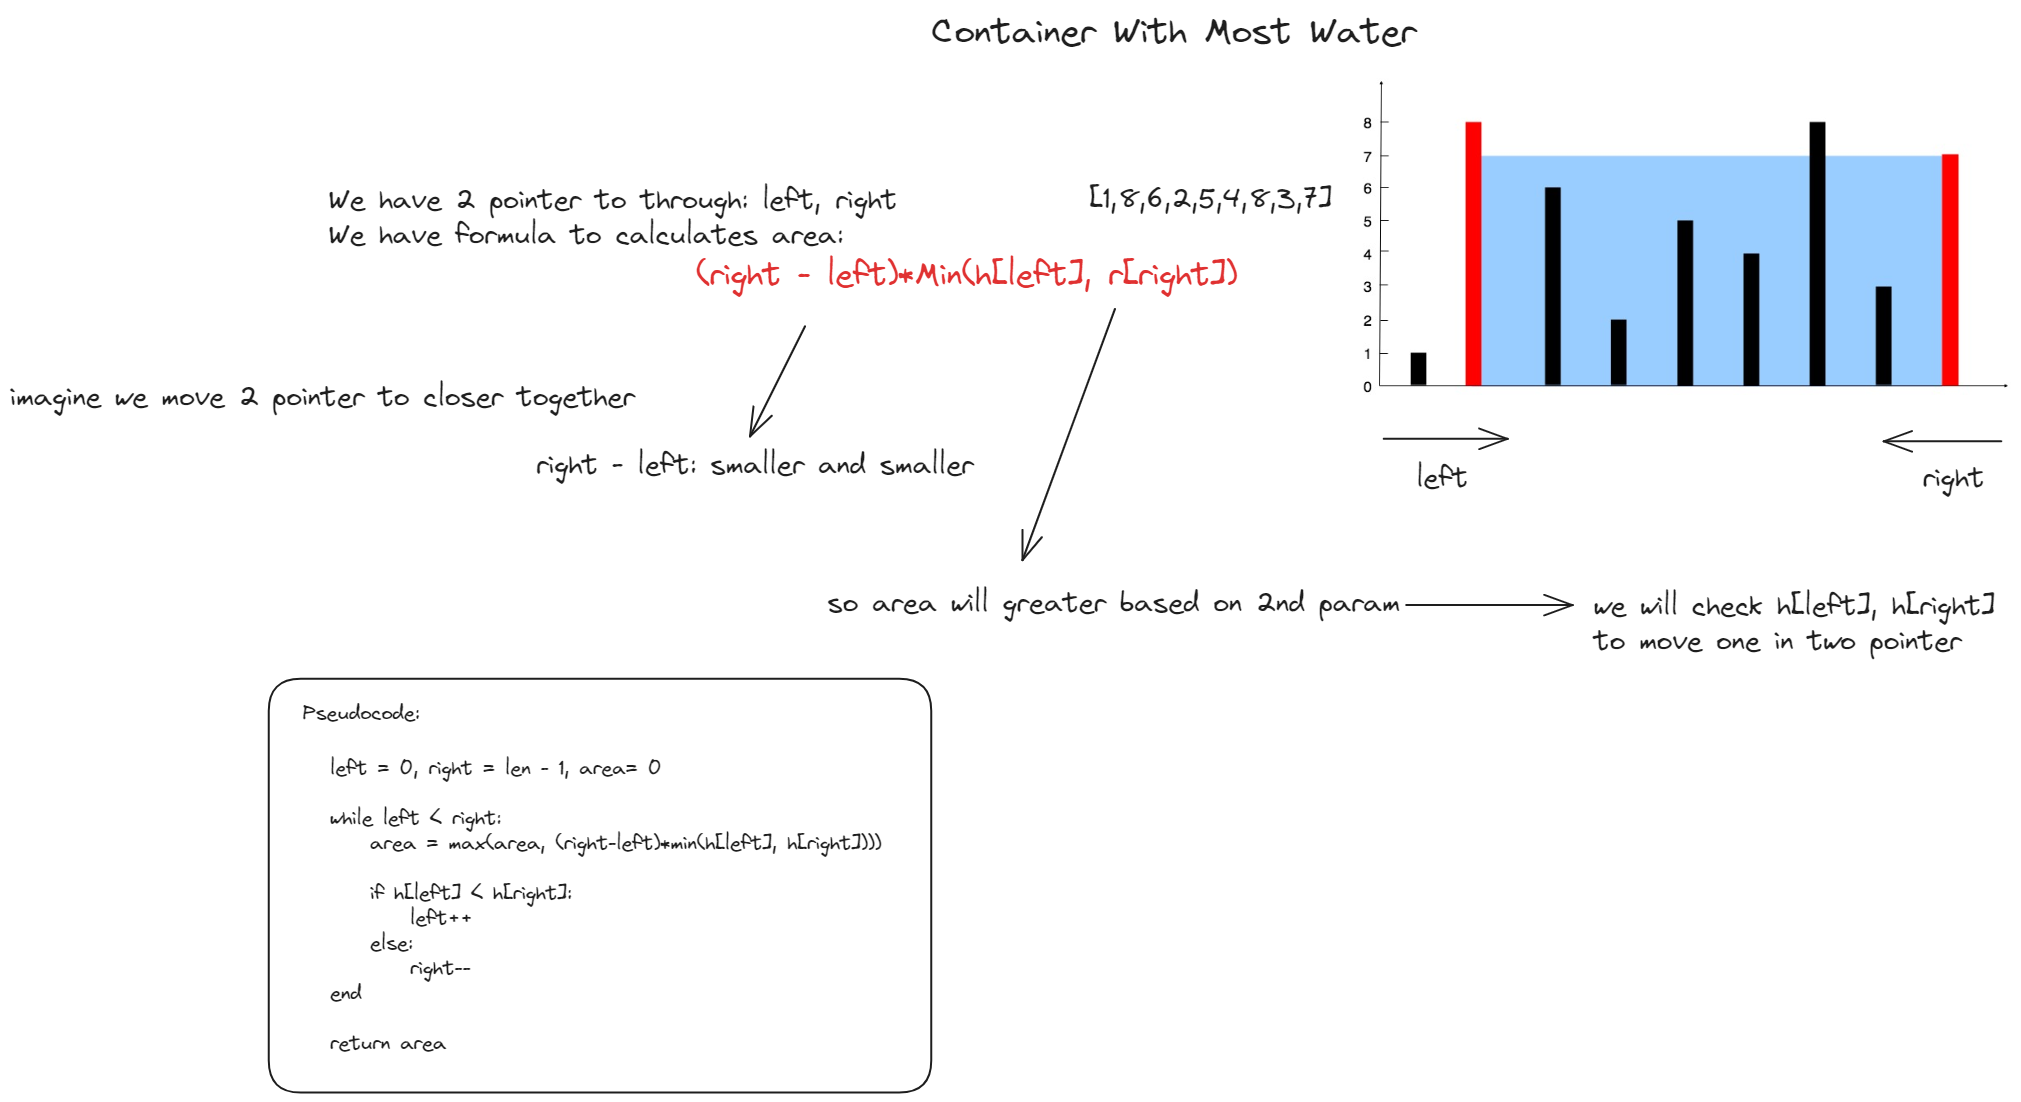 Container With Most Water
We have 2 pointer to through: left, right
We have formula to calculates area:
(right - left)*Min(h[left], r[right])
[1,8,6,2,5,4,8,3,7]
8
7
6
5
4
3
2
1
0
left
right
imagine we move 2 pointer to closer together
right - left: smaller and smaller
so area will greater based on 2nd param
we will check h[left], h[right]
to move one in two pointer
Pseudocode:
left = 0, right = len - 1, area= 0
while left < right:
area = max(area, (right-left)*min(h[left], h[right])))
if h[left] < h[right]:
left++
else:
right--
end
return area